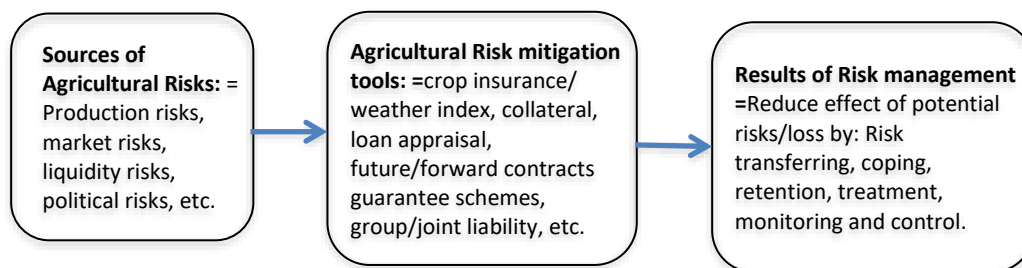 Sources of
Agricultural Risks: =
Production risks,
market risks,
liquidity risks,
political risks, etc.
Agricultural Risk mitigation
tools: =crop insurance/
weather index, collateral,
loan appraisal,
future/forward contracts
guarantee schemes,
group/joint liability, etc.
Results of Risk management
=Reduce effect of potential
risks/loss by: Risk
transferring, coping,
retention, treatment,
monitoring and control.